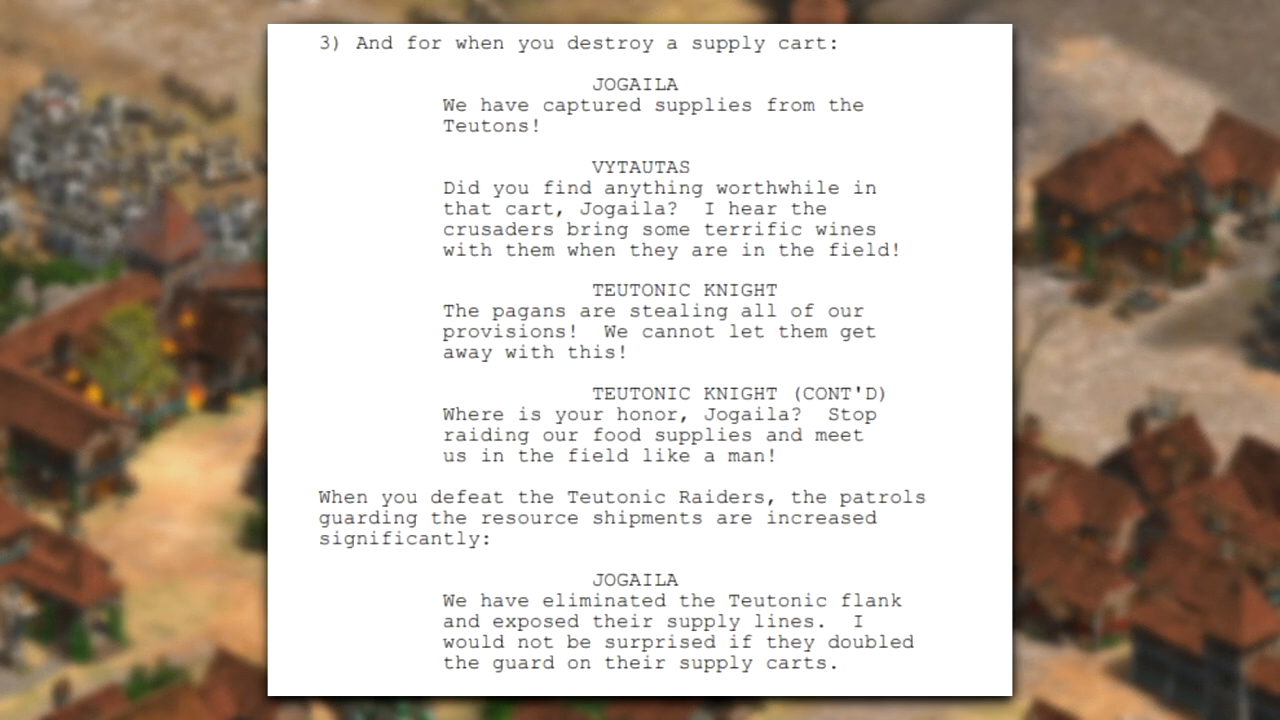 3) And for when you destroy a supply cart:
JOGAILA
We have captured supplies from the
Teutons!
VYTAUTAS
Did you find anything worthwhile in
that cart, Jogaila?  I hear the
crusaders bring some terrific wines
with them when they are in the field!
TEUTONIC KNIGHT
The pagans are stealing all of our
provisions!  We cannot let them get
away with this!
TEUTONIC KNIGHT (CONT'D)
Where is your honor, Jogaila?  Stop
raiding our food supplies and meet
us in the field like a man!
When you defeat the Teutonic Raiders, the patrols
guarding the resource shipments are increased
significantly:
JOGAILA
We have eliminated the Teutonic flank
and exposed their supply lines.  I
would not be surprised if they doubled
the guard on their supply carts.